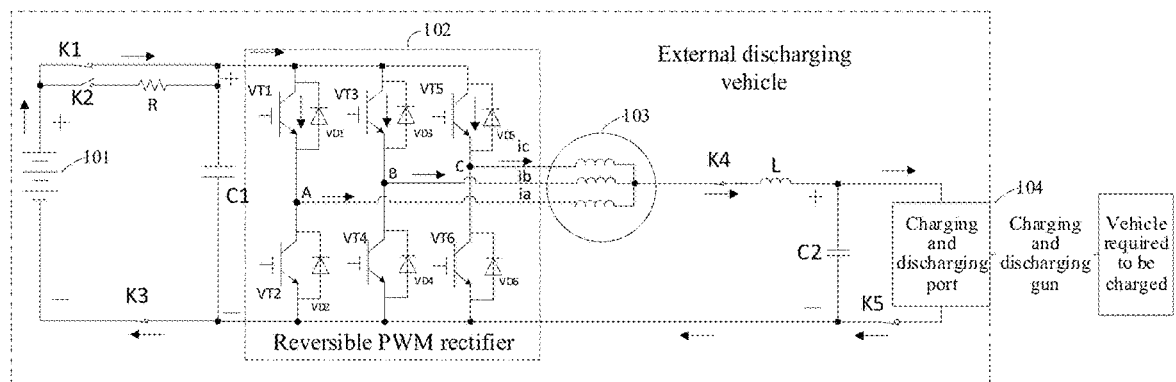 102
External discharging
vehicle
K1
K2
R
+
101
C1
+
−
VT1
VD1
VT3
VD3
VT5
VD5
A
B
C
ic
ib
ia
103
K4
L
+
104
Charging
and
discharging
port
Charging
and
discharging
gun
Vehicle
required
to be
charged
C2
VT2
VD2
VT4
VD4
VT6
VD6
−
K3
−
K5
Reversible PWM rectifier